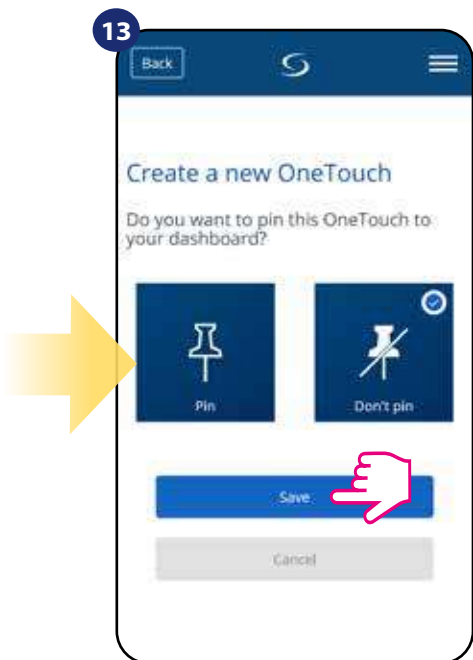 13
Back
Create a new OneTouch
Do you want to pin this OneTouch to
your dashboard?
Pin
Don't pin
Save
Cancel